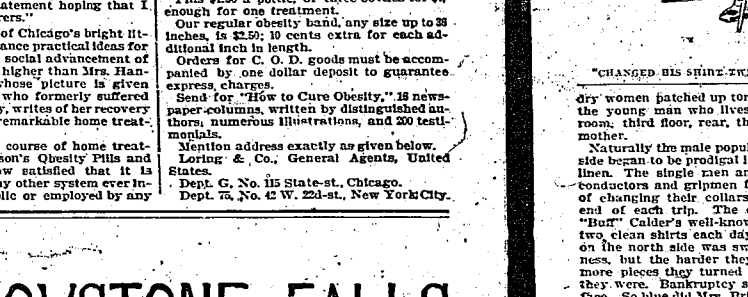 atement hoping that I
rers."
of Chicago's bright lit-
ance practical ideas for
social advancement of
higher than Mrs. Han-
whose picture is given
who formerly suffered
y, writes of her recovery
remarkable home treat-
course of home treat-
son's Obesity Pills and
ow satisfied that it is
ny other system ever in-
blic or employed by any
enough for one treatment.
Our regular obesity band, any size up to 36
inches, is $2.50; 10 cents extra for each ad-
ditional inch in length.
Orders for C. O. D. goods must be accom-
panied by one dollar deposit to guarantee
express charges.
Send for "How to Cure Obesity," 16 news-
paper columns, written by distinguished au-
thors; numerous illustrations, and 200 testi-
monials.
Mention address exactly as given below.
Loring & Co., General Agents, United
States.
Dept. G, No. 115 State-st., Chicago.
Dept. 75, No. 42 W. 22d-st., New York City.
OWSTONE FALLS
"CHANGED HIS SHIRT TW
dry women patched up tor
the young man who lives
room, third floor, rear, th
mother.
Naturally the male popul
side began to be prodigal i
linen. The single men an
conductors and gripmen f
of changing their collars
end of each trip. The
"Buff" Calder's well-know
two clean shirts each day
on the north side was sw
ness, but the harder they
more pieces they turned
they were. Bankruptcy s